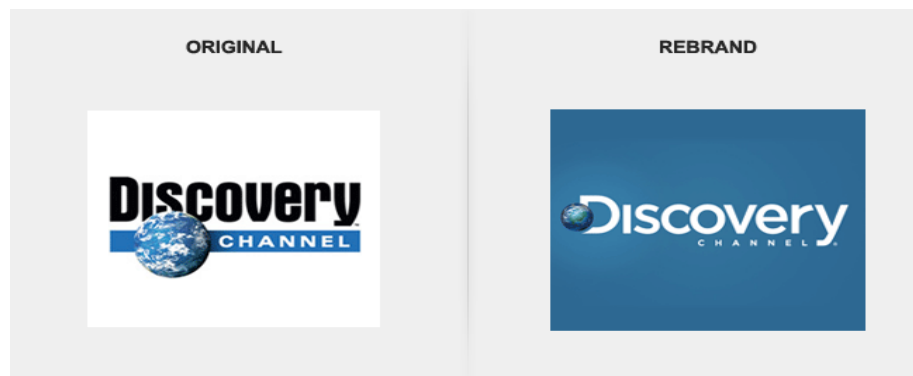 ORIGINAL
REBRAND
Discovery
CHANNEL
Discovery
CHANNEL